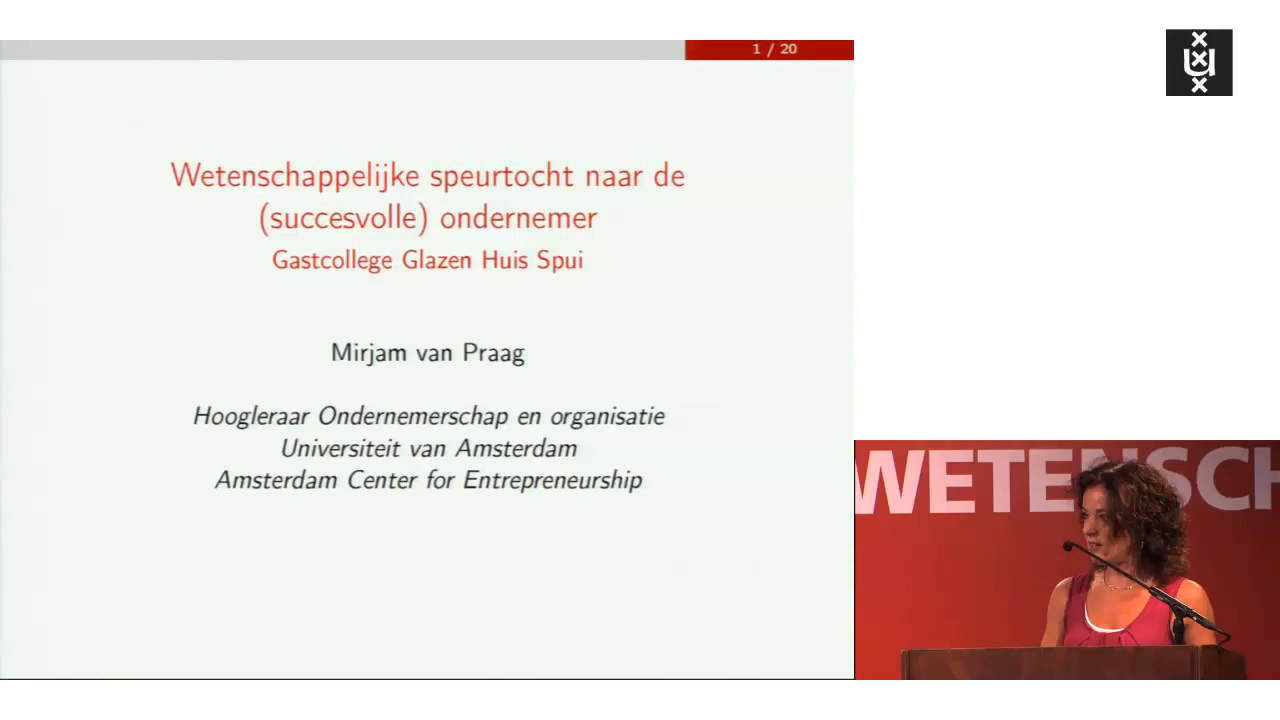 1 / 20
Wetenschappelijke speurtocht naar de
(succesvolle) ondernemer
Gastcollege Glazen Huis Spui
Mirjam van Praag
Hoogleraar Ondernemerschap en organisatie
Universiteit van Amsterdam
Amsterdam Center for Entrepreneurship
WETENSCH